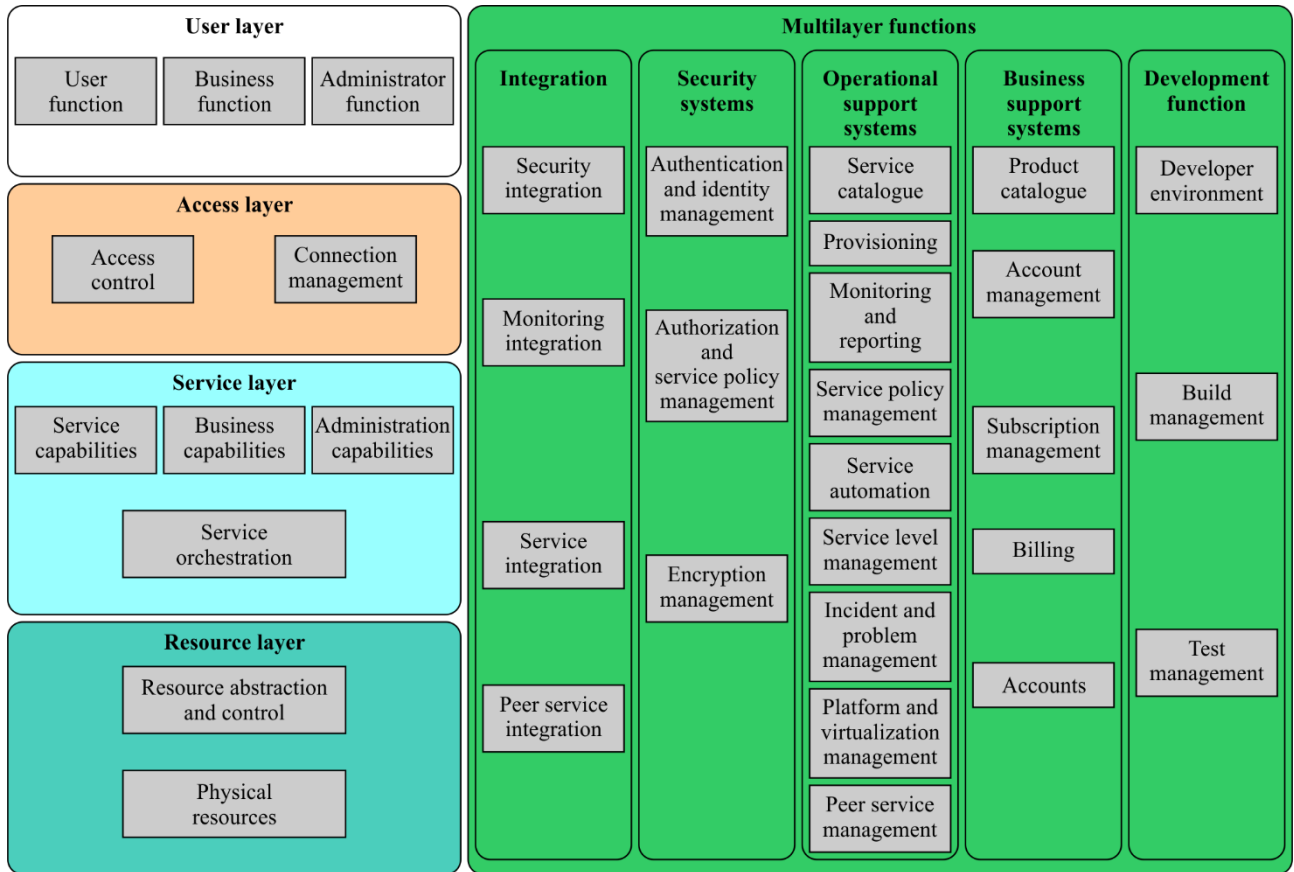 User layer
User
function
Business
function
Administrator
function
Access layer
Access
control
Connection
management
Service layer
Service
capabilities
Business
capabilities
Administration
capabilities
Service
orchestration
Resource layer
Resource abstraction
and control
Physical
resources
Multilayer functions
Integration
Security
integration
Monitoring
integration
Service
integration
Peer service
integration
Security
systems
Authentication
and identity
management
Authorization
and
service policy
management
Encryption
management
Operational
support
systems
Service
catalogue
Provisioning
Monitoring
and
reporting
Service policy
management
Service
automation
Service level
management
Incident and
problem
management
Platform and
virtualization
management
Peer service
management
Business
support
systems
Product
catalogue
Account
management
Subscription
management
Billing
Accounts
Development
function
Developer
environment
Build
management
Test
management